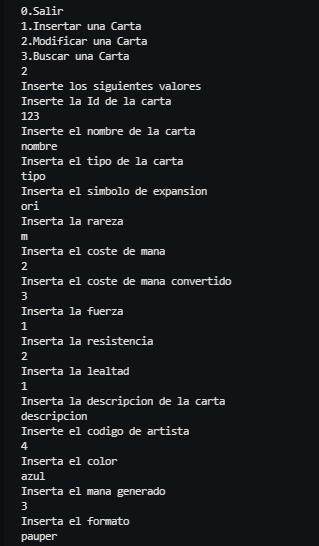 0.Salir
1.Insertar una Carta
2.Modificar una Carta
3.Buscar una Carta
2
Inserte los siguientes valores
Inserte la Id de la carta
123
Inserte el nombre de la carta
nombre
Inserta el tipo de la carta
tipo
Inserta el simbolo de expansion
ori
Inserta la rareza
m
Inserta el coste de mana
2
Inserta el coste de mana convertido
3
Inserta la fuerza
1
Inserta la resistencia
2
Inserta la lealtad
1
Inserta la descripcion de la carta
descripcion
Inserte el codigo de artista
4
Inserta el color
azul
Inserta el mana generado
3
Inserta el formato
pauper